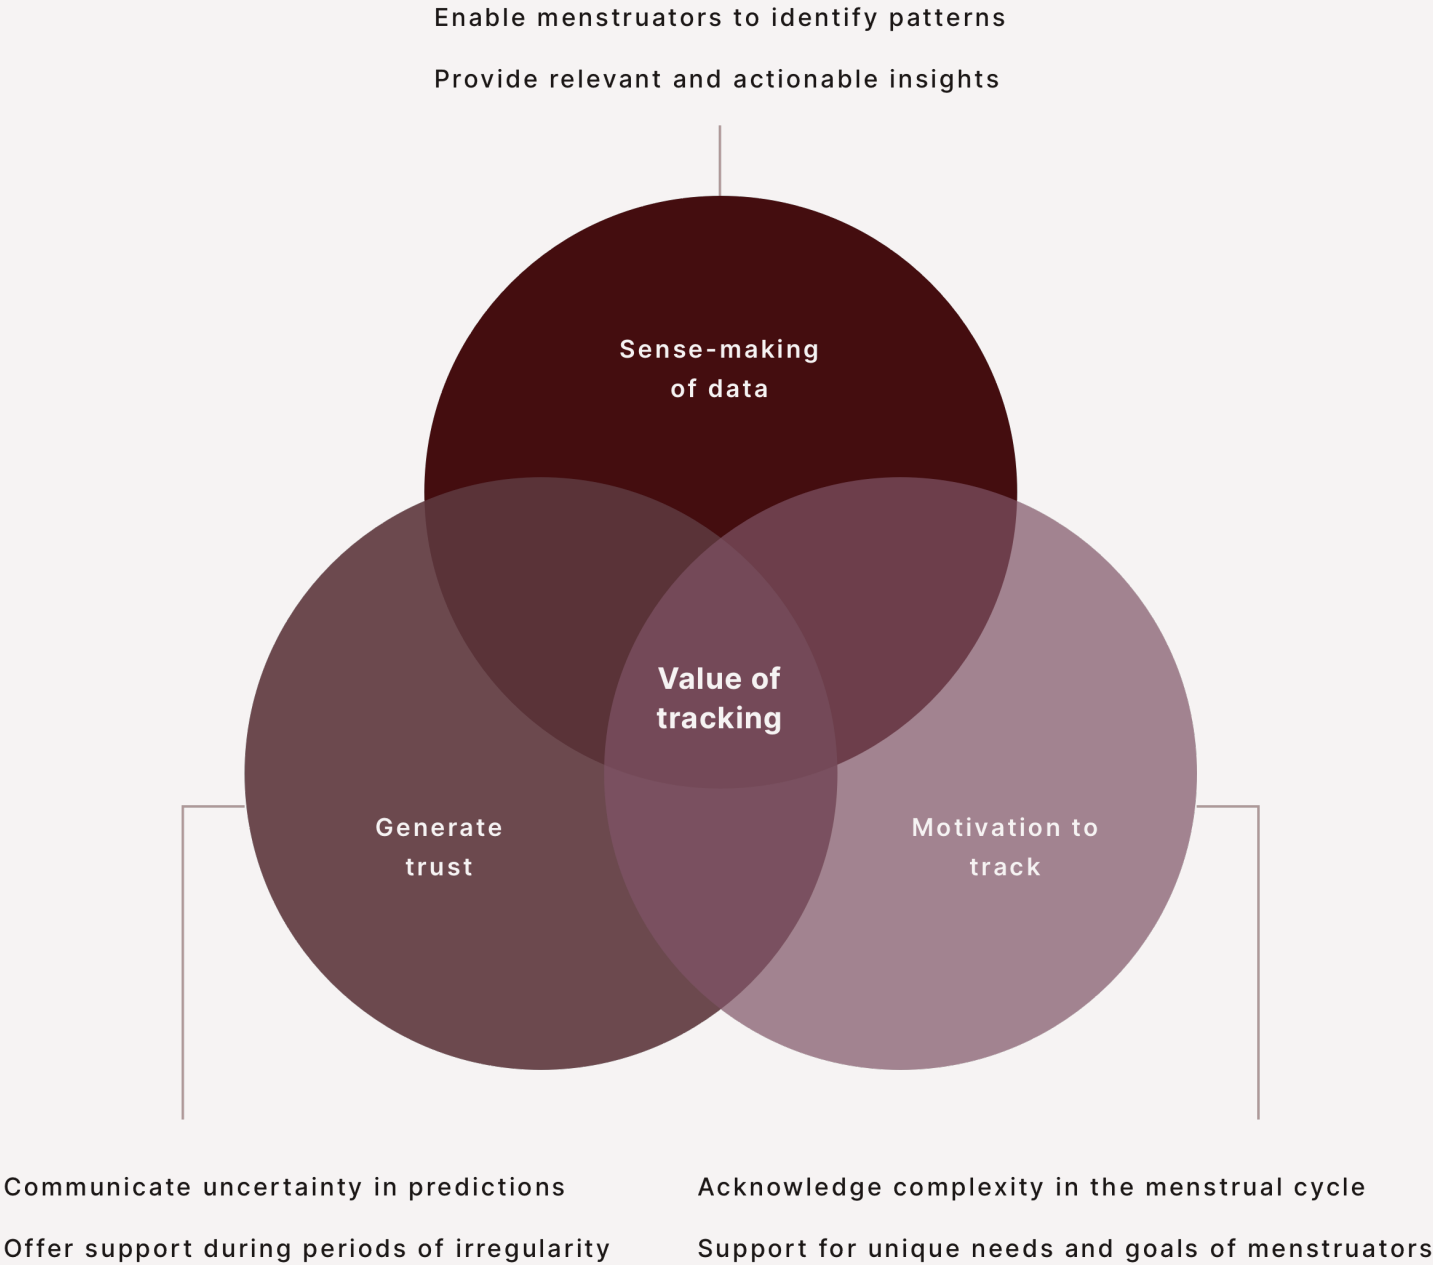 Enable menstruators to identify patterns
Provide relevant and actionable insights
Sense-making
of data
Value of
tracking
Generate
trust
Motivation to
track
Communicate uncertainty in predictions
Offer support during periods of irregularity
Acknowledge complexity in the menstrual cycle
Support for unique needs and goals of menstruators